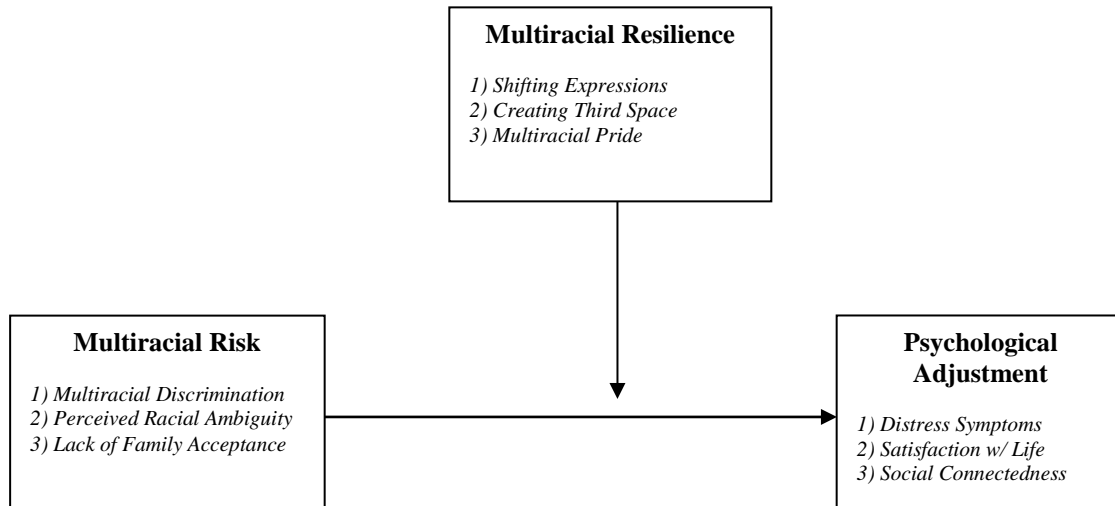 Multiracial Resilience
1) Shifting Expressions
2) Creating Third Space
3) Multiracial Pride
Multiracial Risk
1) Multiracial Discrimination
2) Perceived Racial Ambiguity
3) Lack of Family Acceptance
Psychological
Adjustment
1) Distress Symptoms
2) Satisfaction w/ Life
3) Social Connectedness